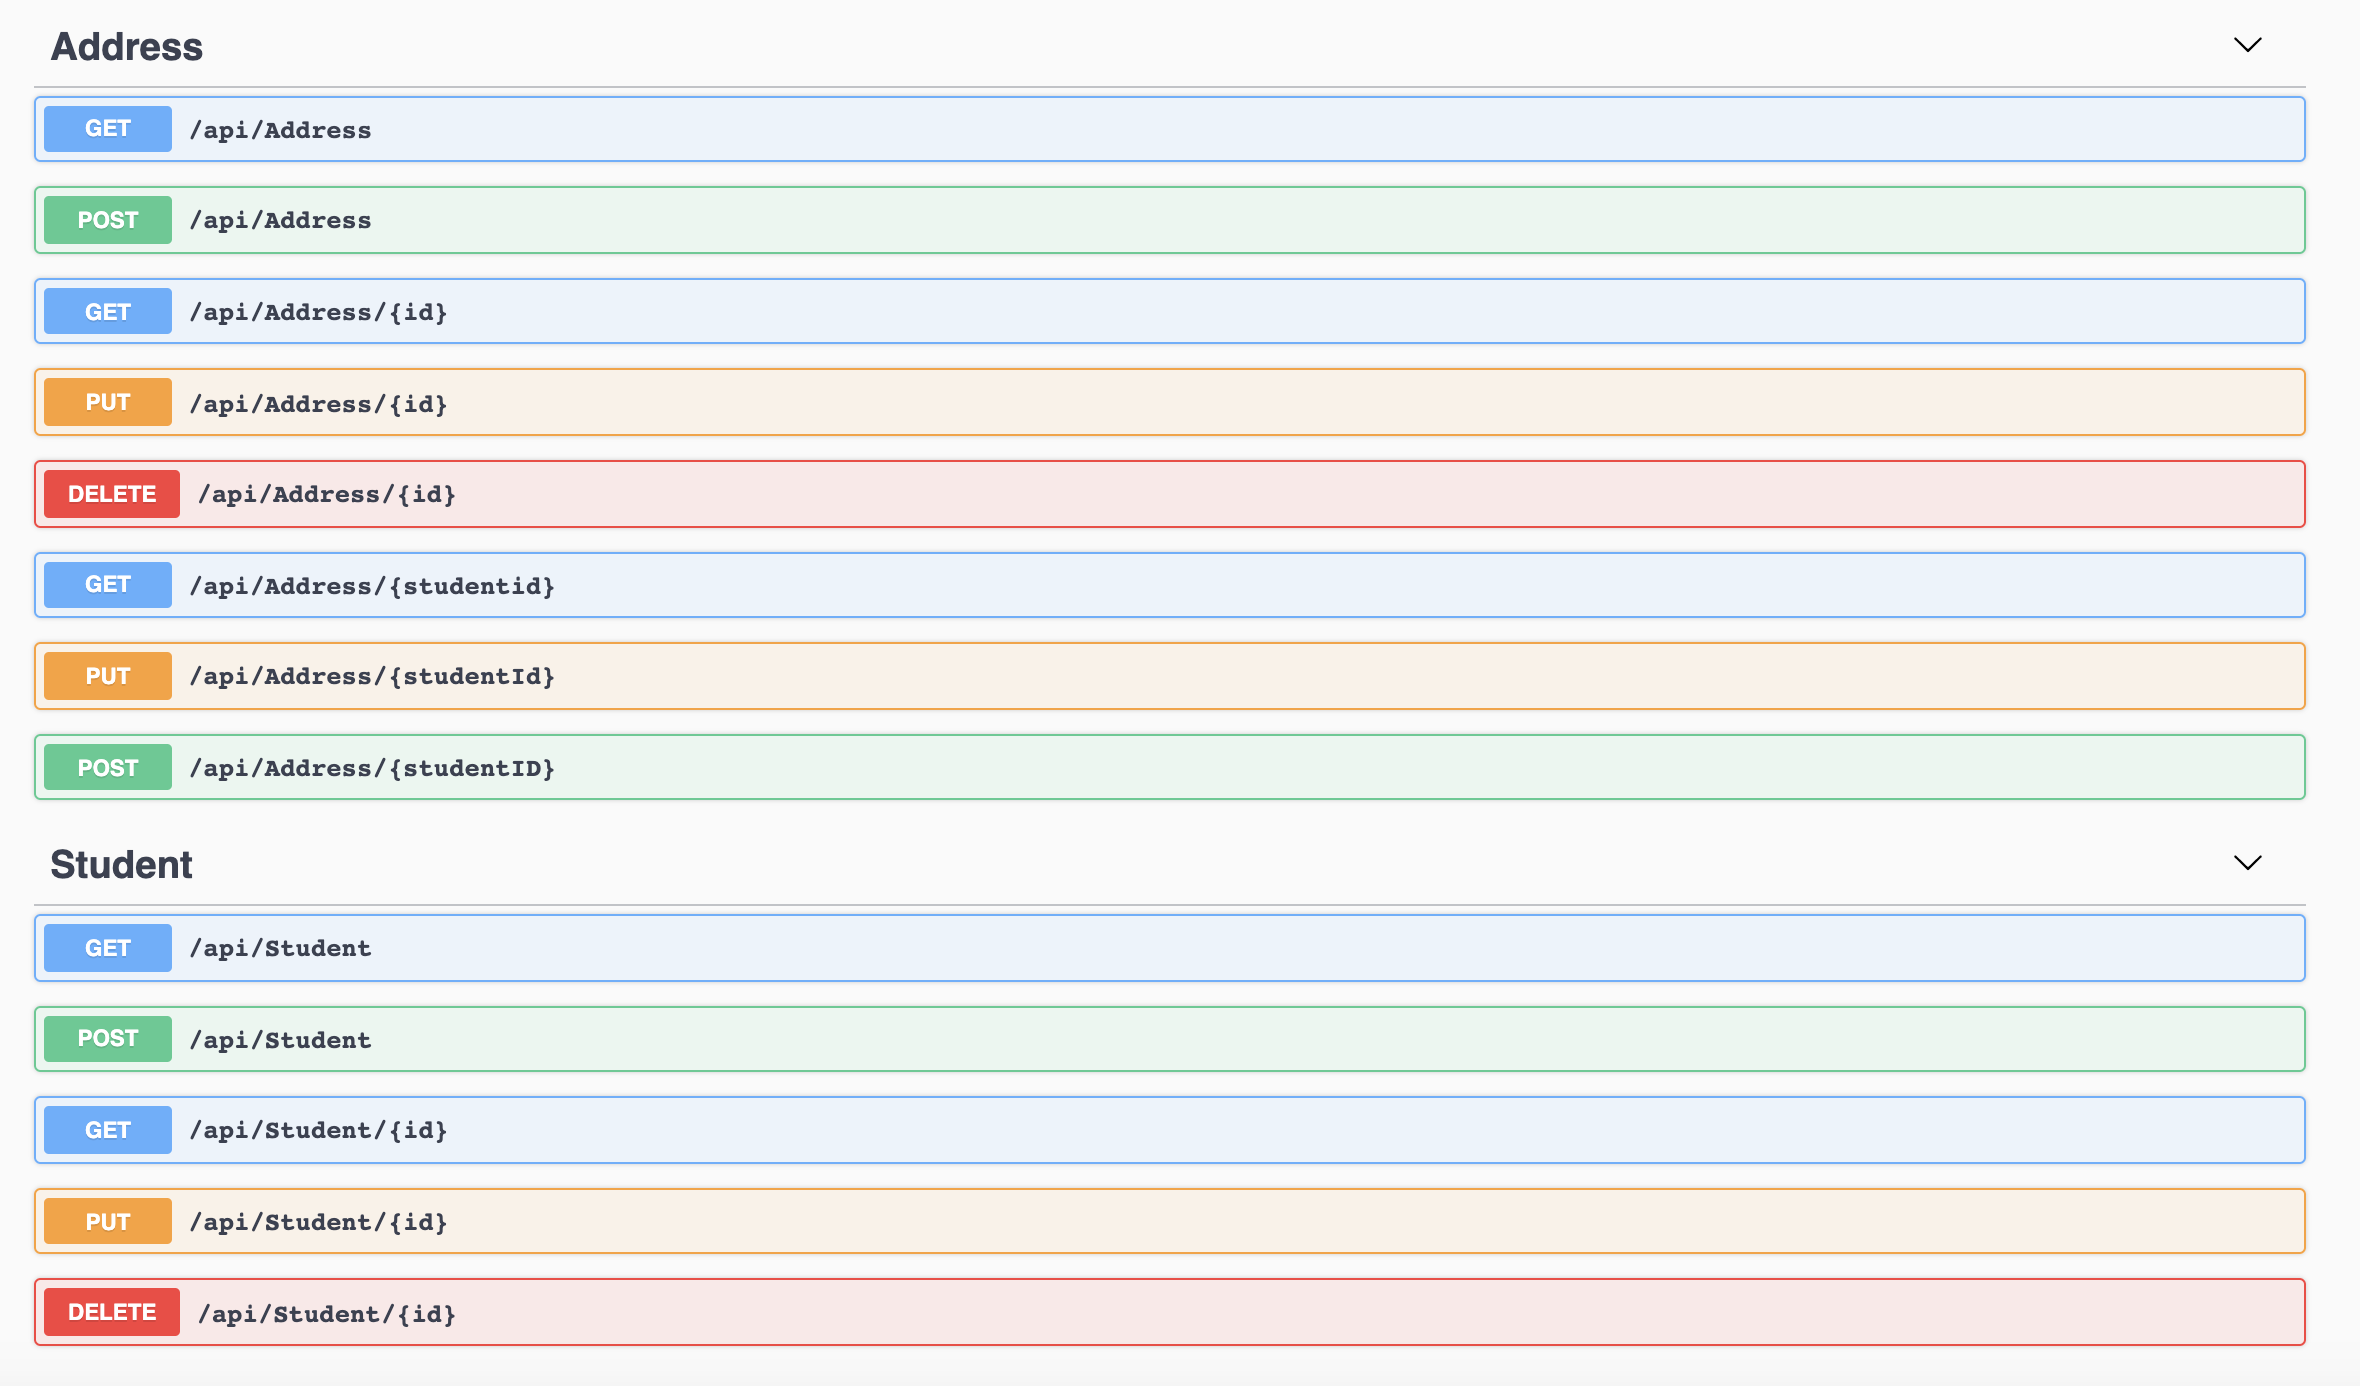 Address
GET /api/Address
POST /api/Address
GET /api/Address/{id}
PUT /api/Address/{id}
DELETE /api/Address/{id}
GET /api/Address/{studentid}
PUT /api/Address/{studentId}
POST /api/Address/{studentID}
Student
GET /api/Student
POST /api/Student
GET /api/Student/{id}
PUT /api/Student/{id}
DELETE /api/Student/{id}